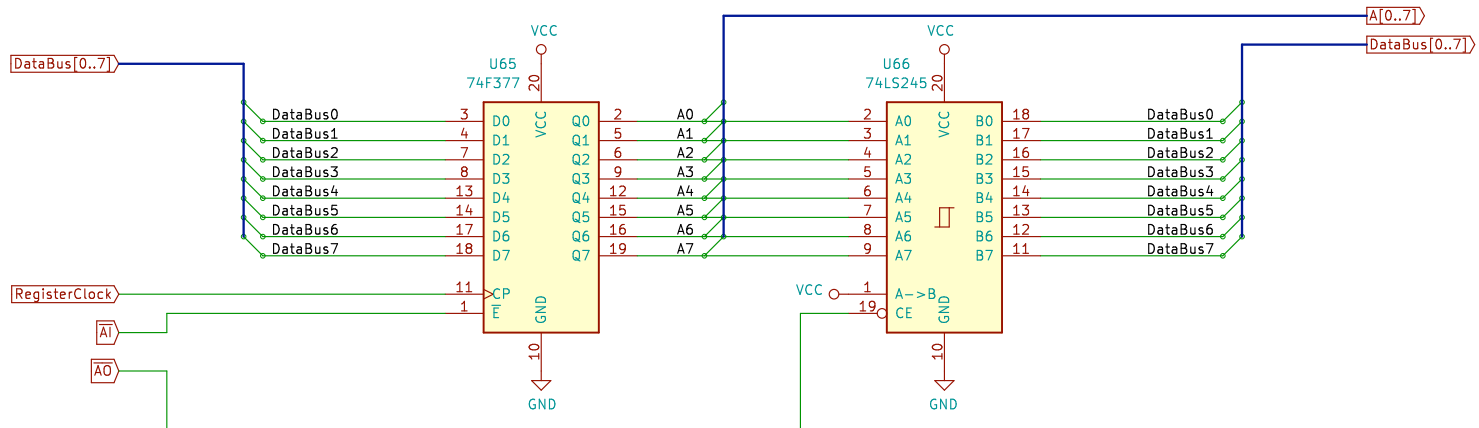 A[0..7]
VCC VCC
DataBus[0..7]
DataBus[0..7] U65 U66
74F377 74LS245
20 20
VCC VCC
DataBus0 3 D0 Q0 2 A0 2 A0 B0 18 DataBus0
DataBus1 4 D1 Q1 5 A1 3 A1 B1 17 DataBus1
DataBus2 7 D2 Q2 6 A2 4 A2 B2 16 DataBus2
DataBus3 8 D3 Q3 9 A3 5 A3 B3 15 DataBus3
DataBus4 13 D4 Q4 12 A4 6 A4 B4 14 DataBus4
DataBus5 14 D5 Q5 15 A5 7 A5 B5 13 DataBus5
DataBus6 17 D6 Q6 16 A6 8 A6 B6 12 DataBus6
DataBus7 18 D7 Q7 19 A7 9 A7 B7 11 DataBus7
RegisterClock 11 CP VCC 1 A->B
1 E̅ GND 19 CE GND
A̅I̅
10 10
A̅O̅
GND GND